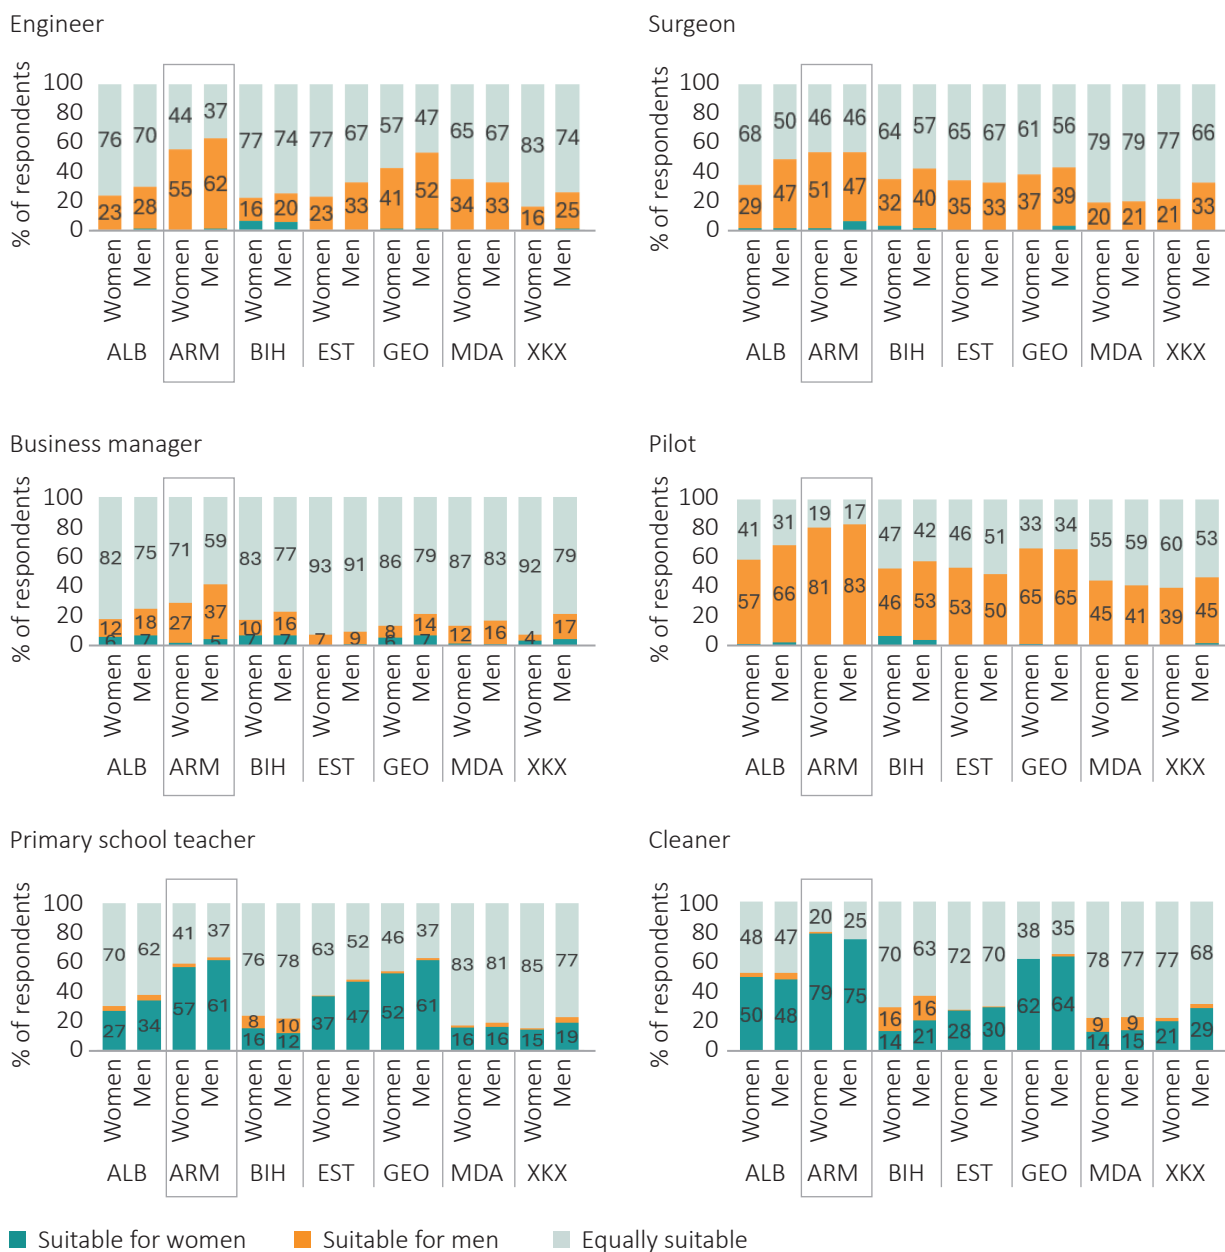 Engineer
% of respondents
100
80
60
40
20
0
76 70 44 37 77 74 77 67 57 47 65 67 83 74
23 28 55 62 16 20 23 33 41 52 34 33 16 25
Women Men Women Men Women Men Women Men Women Men Women Men Women Men
ALB ARM BIH EST GEO MDA XKX
Surgeon
% of respondents
100
80
60
40
20
0
68 50 46 46 64 57 65 67 61 56 79 79 77 66
29 47 51 47 32 40 35 33 37 39 20 21 21 33
Women Men Women Men Women Men Women Men Women Men Women Men Women Men
ALB ARM BIH EST GEO MDA XKX
Business manager
% of respondents
100
80
60
40
20
0
82 75 71 59 83 77 93 91 86 79 87 83 92 79
12 18 27 37 10 16 7 9 8 14 12 16 4 17
6 7 5 7 7 5 7
Women Men Women Men Women Men Women Men Women Men Women Men Women Men
ALB ARM BIH EST GEO MDA XKX
Pilot
% of respondents
100
80
60
40
20
0
41 31 19 17 47 42 46 51 33 34 55 59 60 53
57 66 81 83 46 53 53 50 65 65 45 41 39 45
Women Men Women Men Women Men Women Men Women Men Women Men Women Men
ALB ARM BIH EST GEO MDA XKX
Primary school teacher
% of respondents
100
80
60
40
20
0
70 62 41 37 76 78 63 52 46 37 83 81 85 77
8 10
27 34 57 61 16 12 37 47 52 61 16 16 15 19
Women Men Women Men Women Men Women Men Women Men Women Men Women Men
ALB ARM BIH EST GEO MDA XKX
Cleaner
% of respondents
100
80
60
40
20
0
48 47 20 25 70 63 72 70 38 35 78 77 77 68
16 16 9 9
50 48 79 75 14 21 28 30 62 64 14 15 21 29
Women Men Women Men Women Men Women Men Women Men Women Men Women Men
ALB ARM BIH EST GEO MDA XKX
Suitable for women Suitable for men Equally suitable